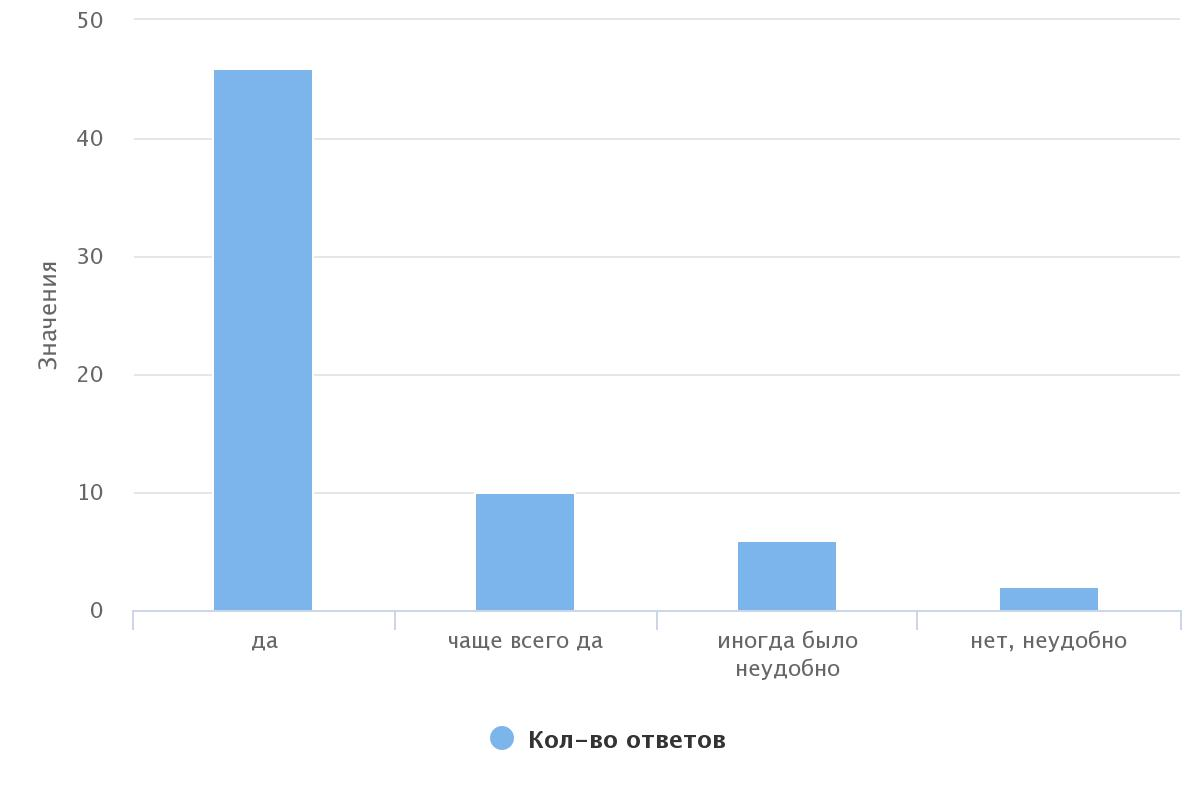 50
40
30
20
10
0
Значения
да
чаще всего да
иногда было
неудобно
нет, неудобно
Кол-во ответов